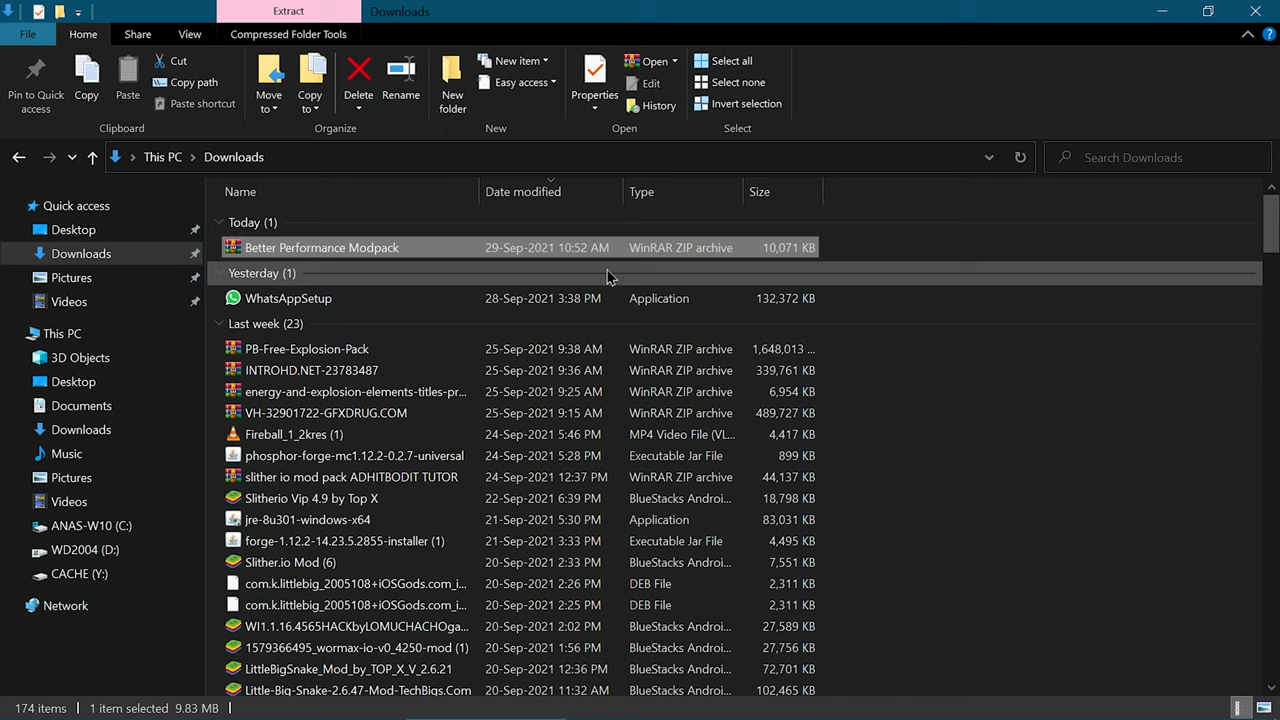 Extract
Downloads
File
Home
Share
View
Compressed Folder Tools
Pin to Quick access
Copy
Paste
Cut
Copy path
Paste shortcut
Clipboard
Move to
Copy to
Delete
Rename
Organize
New folder
New item
Easy access
New
Properties
Open
Edit
History
Open
Select all
Select none
Invert selection
Select
This PC
Downloads
Search Downloads
Quick access
Desktop
Downloads
Pictures
Videos
This PC
3D Objects
Desktop
Documents
Downloads
Music
Pictures
Videos
ANAS-W10 (C:)
WD2004 (D:)
CACHE (Y:)
Network
Name Date modified Type Size
Today (1)
Better Performance Modpack 29-Sep-2021 10:52 AM WinRAR ZIP archive 10,071 KB
Yesterday (1)
WhatsAppSetup 28-Sep-2021 3:38 PM Application 132,372 KB
Last week (23)
PB-Free-Explosion-Pack 25-Sep-2021 9:38 AM WinRAR ZIP archive 1,648,013 ...
INTROHD.NET-23783487 25-Sep-2021 9:36 AM WinRAR ZIP archive 339,761 KB
energy-and-explosion-elements-titles-pr... 25-Sep-2021 9:25 AM WinRAR ZIP archive 6,954 KB
VH-32901722-GFXDRUG.COM 25-Sep-2021 9:15 AM WinRAR ZIP archive 489,727 KB
Fireball_1_2kres (1) 24-Sep-2021 5:46 PM MP4 Video File (VL... 4,417 KB
phosphor-forge-mc1.12.2-0.2.7-universal 24-Sep-2021 5:28 PM Executable Jar File 899 KB
slither io mod pack ADHITBODIT TUTOR 24-Sep-2021 12:37 PM WinRAR ZIP archive 44,137 KB
Slitherio Vip 4.9 by Top X 22-Sep-2021 6:39 PM BlueStacks Androi... 18,798 KB
jre-8u301-windows-x64 21-Sep-2021 5:30 PM Application 83,031 KB
forge-1.12.2-14.23.5.2855-installer (1) 21-Sep-2021 3:33 PM Executable Jar File 4,495 KB
Slither.io Mod (6) 20-Sep-2021 2:33 PM BlueStacks Androi... 7,551 KB
com.k.littlebig_2005108+iOSGods.com_i... 20-Sep-2021 2:26 PM DEB File 2,311 KB
com.k.littlebig_2005108+iOSGods.com_i... 20-Sep-2021 2:25 PM DEB File 2,311 KB
WI1.1.16.4565HACKbyLOMUCHACHOga... 20-Sep-2021 2:02 PM BlueStacks Androi... 27,589 KB
1579366495_wormax-io-v0_4250-mod (1) 20-Sep-2021 1:56 PM BlueStacks Androi... 27,756 KB
LittleBigSnake_Mod_by_TOP_X_V_2.6.21 20-Sep-2021 12:36 PM BlueStacks Androi... 72,701 KB
Little-Big-Snake-2.6.47-Mod-TechBigs.Com 20-Sep-2021 11:32 AM BlueStacks Androi... 102,465 KB
174 items 1 item selected 9.83 MB